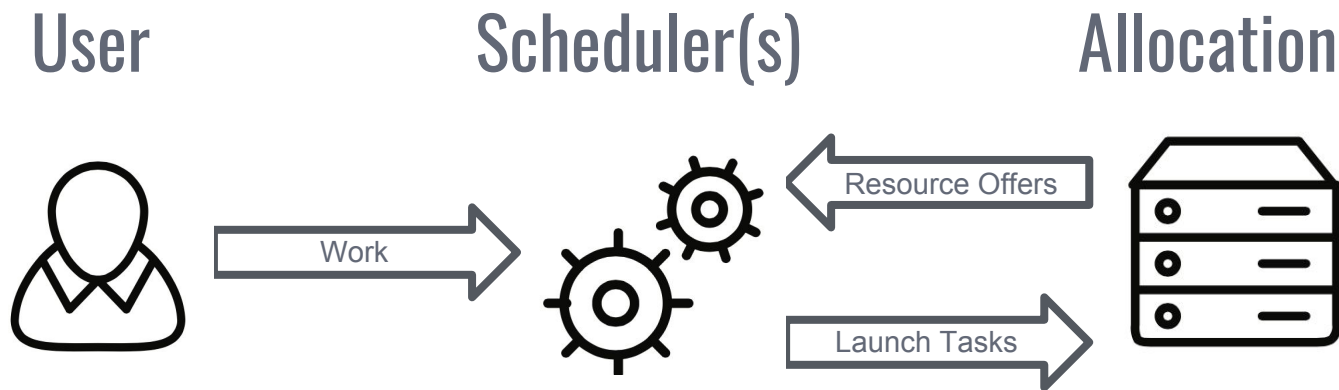 User
Scheduler(s)
Allocation
Resource Offers
Work
Launch Tasks